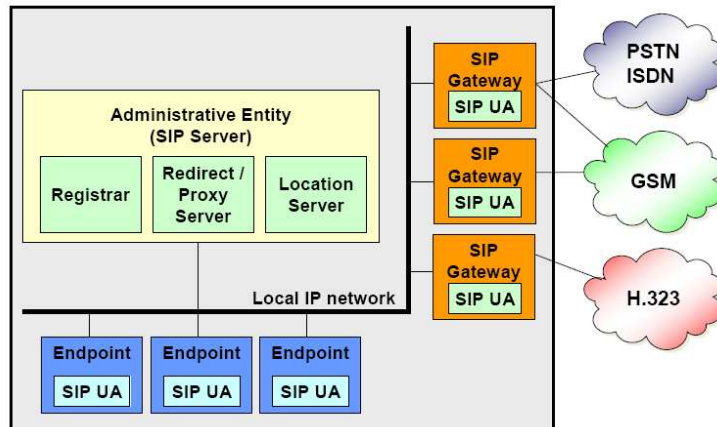 Administrative Entity
(SIP Server)
Registrar
Redirect /
Proxy
Server
Location
Server
SIP
Gateway
SIP UA
SIP
Gateway
SIP UA
SIP
Gateway
SIP UA
PSTN
ISDN
GSM
H.323
Local IP network
Endpoint
SIP UA
Endpoint
SIP UA
Endpoint
SIP UA